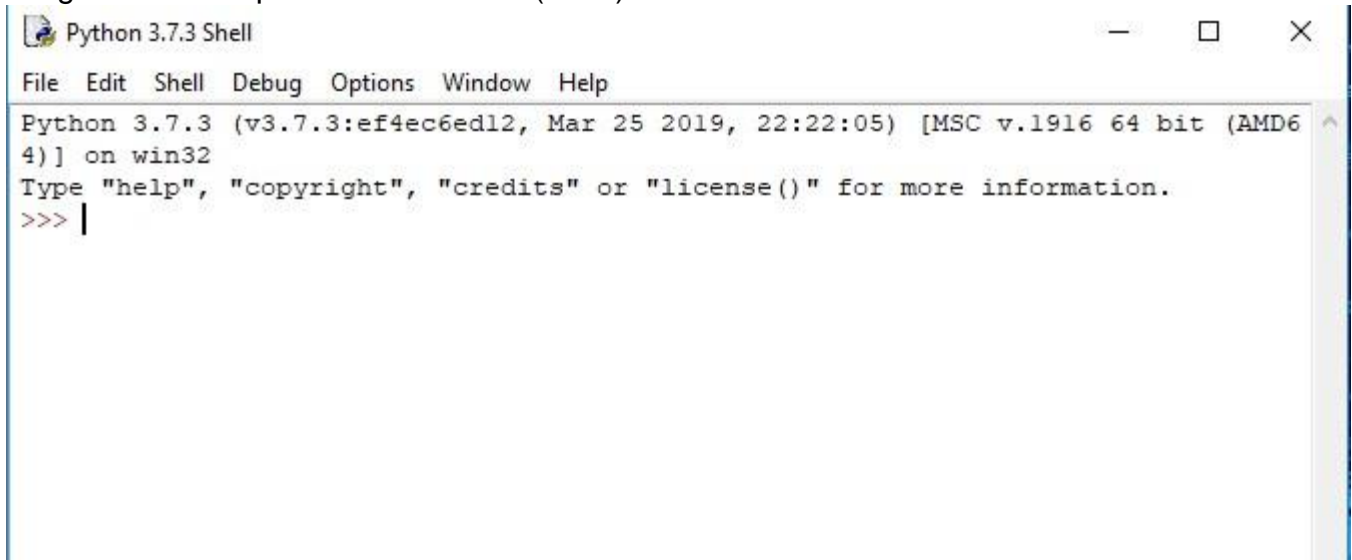 Python 3.7.3 Shell
File Edit Shell Debug Options Window Help
Python 3.7.3 (v3.7.3:ef4ec6ed12, Mar 25 2019, 22:22:05) [MSC v.1916 64 bit (AMD6
4)] on win32
Type "help", "copyright", "credits" or "license()" for more information.
>>>